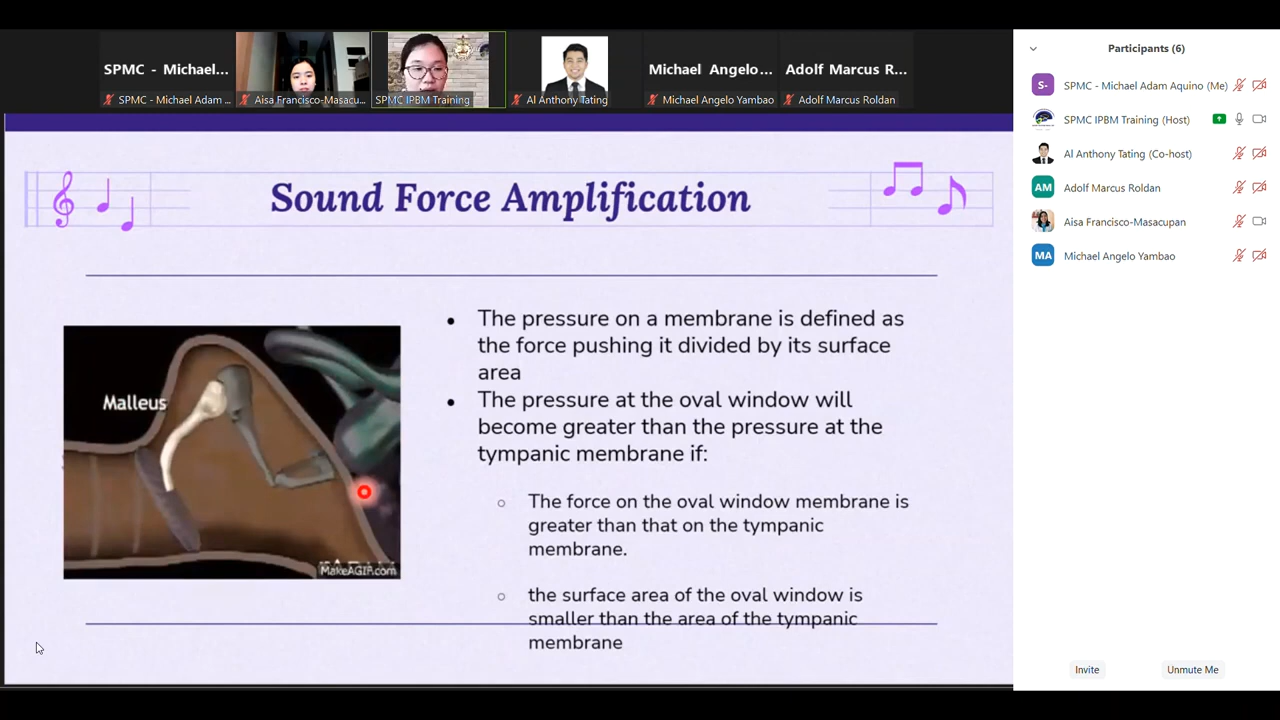 SPMC - Michael...
Michael Angelo...
Adolf Marcus R...
SPMC - Michael Adam ...
Aisa Francisco-Masacu...
SPMC IPBM Training
Al Anthony Tating
Michael Angelo Yambao
Adolf Marcus Roldan
Sound Force Amplification
Malleus
MakeAGIF.com
• The pressure on a membrane is defined as
the force pushing it divided by its surface
area
• The pressure at the oval window will
become greater than the pressure at the
tympanic membrane if:
○ The force on the oval window membrane is
greater than that on the tympanic
membrane.
○ the surface area of the oval window is
smaller than the area of the tympanic
membrane
Participants (6)
S-
SPMC - Michael Adam Aquino (Me)
SPMC IPBM Training (Host)
Al Anthony Tating (Co-host)
AM
Adolf Marcus Roldan
Aisa Francisco-Masacupan
MA
Michael Angelo Yambao
Invite
Unmute Me